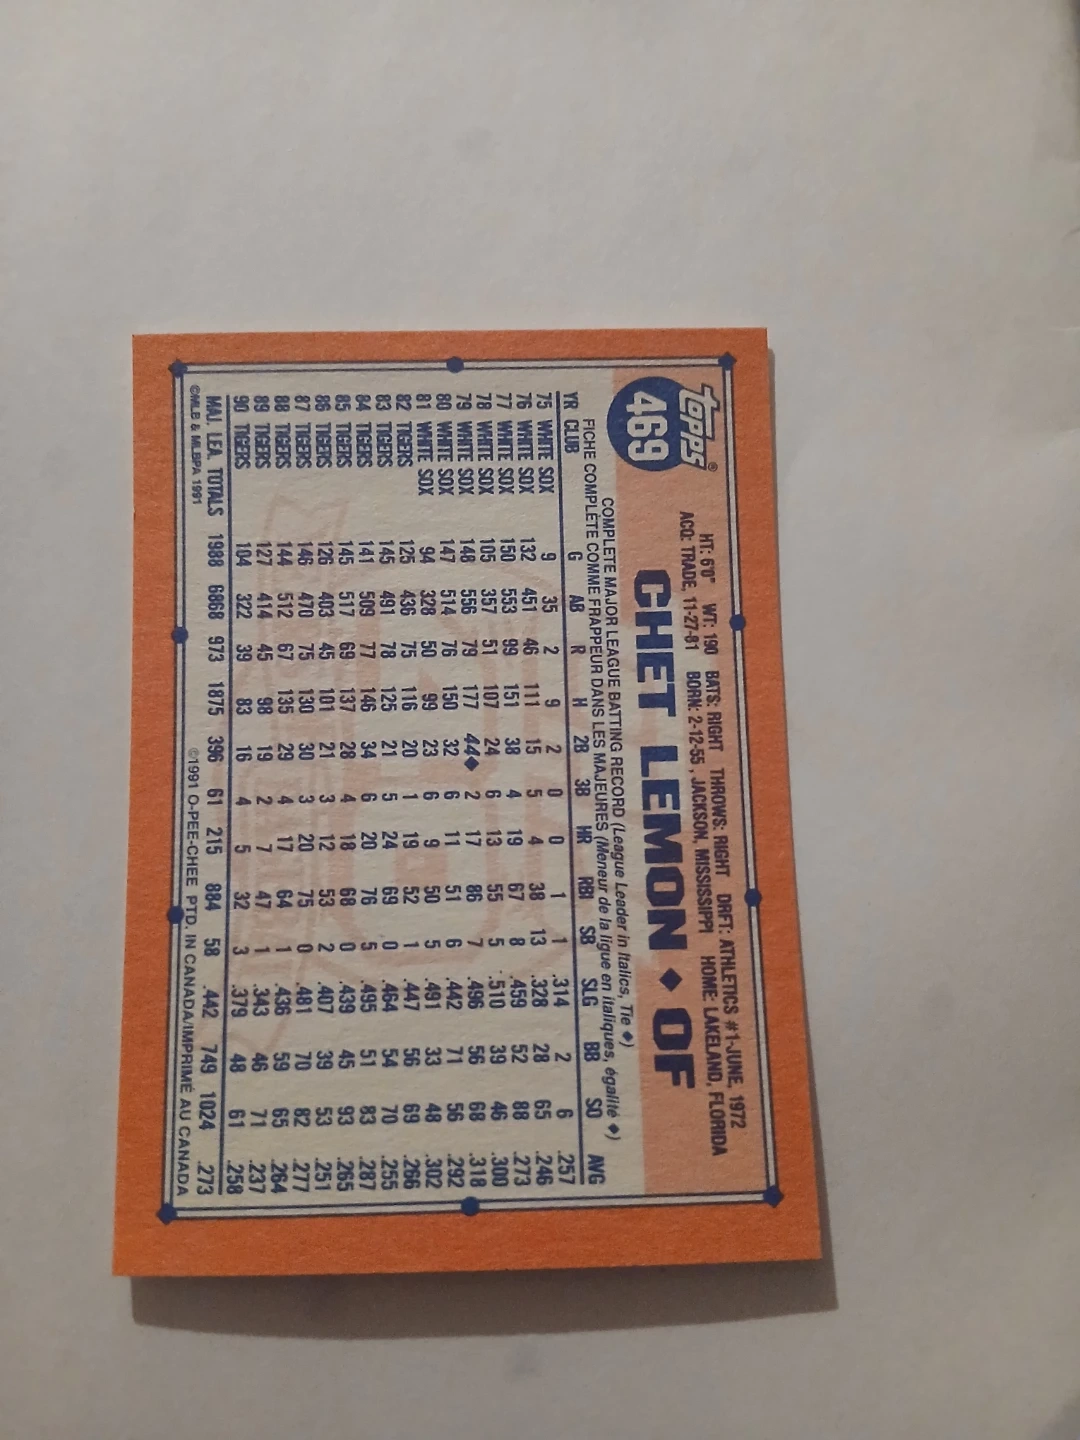 topps®
469
HT: 6'0" WT: 190 BATS: RIGHT THROWS: RIGHT DRFT: ATHLETICS #1-JUNE, 1972
ACQ: TRADE, 11-27-81 BORN: 2-12-55, JACKSON, MISSISSIPPI HOME: LAKELAND, FLORIDA
CHET LEMON ♦ OF
COMPLETE MAJOR LEAGUE BATTING RECORD (League Leader in Italics, Tie ♦)
FICHE COMPLÈTE COMME FRAPPEUR DANS LES MAJEURES (Meneur de la ligue en italiques, égalité ♦)
YR CLUB G AB R H 2B 3B HR RBI SB SLG BB SO AVG
75 WHITE SOX 9 35 2 9 2 0 0 1 1 .314 2 6 .257
76 WHITE SOX 132 451 46 111 15 5 4 38 13 .328 28 65 .246
77 WHITE SOX 150 553 99 151 38 4 19 67 8 .459 52 88 .273
78 WHITE SOX 105 357 51 107 24 6 13 55 5 .510 39 46 .300
79 WHITE SOX 148 556 79 177 44♦ 2 17 86 7 .496 56 68 .318
80 WHITE SOX 147 514 76 150 32 6 11 51 6 .442 71 56 .292
81 WHITE SOX 94 328 50 99 23 6 9 50 5 .491 33 48 .302
82 TIGERS 125 436 75 116 20 1 19 52 1 .447 56 69 .266
83 TIGERS 145 491 78 125 21 5 24 69 0 .464 54 70 .255
84 TIGERS 141 509 77 146 34 6 20 76 5 .495 51 83 .287
85 TIGERS 145 517 69 137 28 4 18 68 0 .439 45 93 .265
86 TIGERS 126 403 45 101 21 3 12 53 2 .407 39 53 .251
87 TIGERS 146 470 75 130 30 3 20 75 0 .481 70 82 .277
88 TIGERS 144 512 67 135 29 4 17 64 1 .436 59 65 .264
89 TIGERS 127 414 45 98 19 2 7 47 1 .343 46 71 .237
90 TIGERS 104 322 39 83 16 4 5 32 3 .379 48 61 .258
MAJ. LEA. TOTALS 1988 6868 973 1875 396 61 215 884 58 .442 749 1024 .273
©MLB & MLBPA 1991 ©1991 O-PEE-CHEE PTD. IN CANADA/IMPRIMÉ AU CANADA